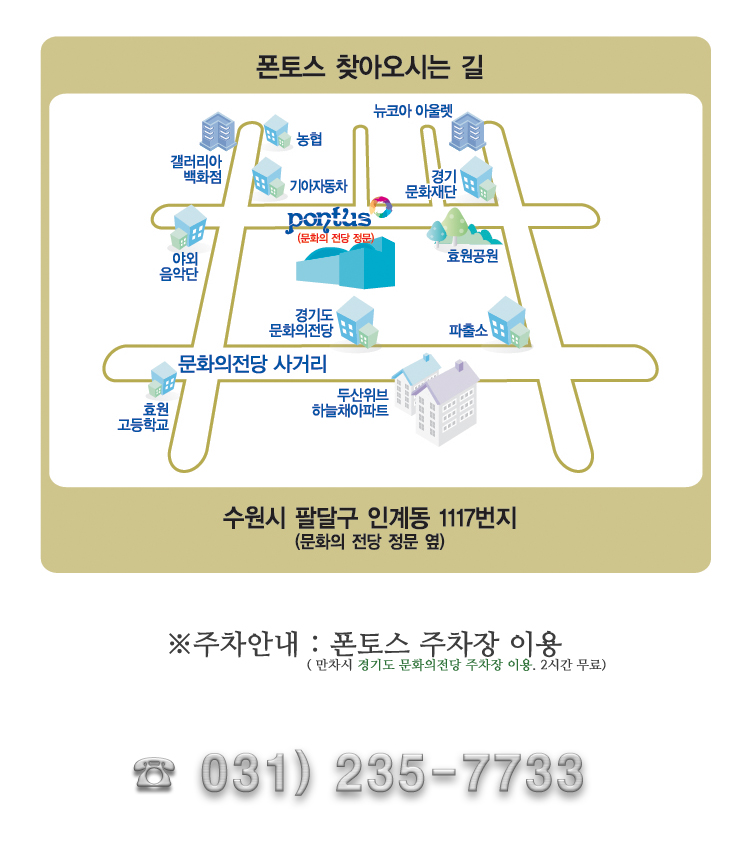 폰토스 찾아오시는 길
뉴코아 아울렛
농협
갤러리아
백화점
기아자동차
경기
문화재단
pontus
(문화의 전당 정문)
야외
음악단
효원공원
경기도
문화의전당
파출소
문화의전당 사거리
두산위브
하늘채아파트
효원
고등학교
수원시 팔달구 인계동 1117번지
(문화의 전당 정문 옆)
※주차안내 : 폰토스 주차장 이용
( 만차시 경기도 문화의전당 주차장 이용. 2시간 무료)
☎ 031) 235-7733